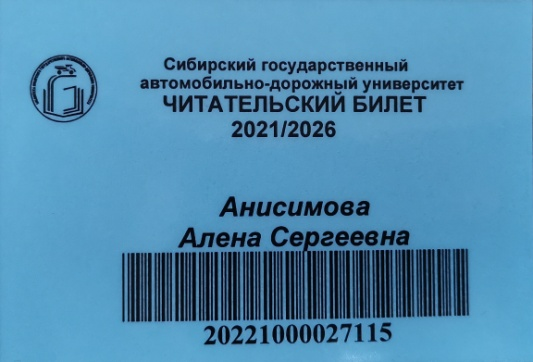 Сибирский государственный
автомобильно-дорожный университет
ЧИТАТЕЛЬСКИЙ БИЛЕТ
2021/2026
Анисимова
Алена Сергеевна
20221000027115